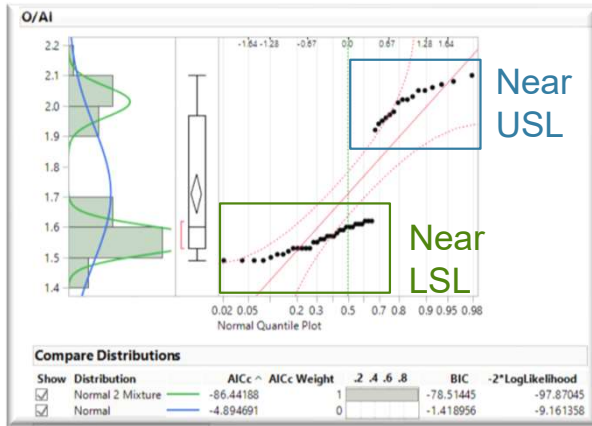 O/AI
-1.64 -1.28 -0.67 0.0 0.67 1.28 1.64
2.2
2.1
2.0
1.9
1.8
1.7
1.6
1.5
1.4
Near
USL
Near
LSL
0.02 0.05 0.2 0.3 0.5 0.7 0.8 0.9 0.95 0.98
Normal Quantile Plot
Compare Distributions
Show Distribution AICc ^ AICc Weight .2 .4 .6 .8 BIC -2*LogLikelihood
Normal 2 Mixture -86.44188 1 -78.51445 -97.87045
Normal -4.894691 0 -1.418956 -9.161358